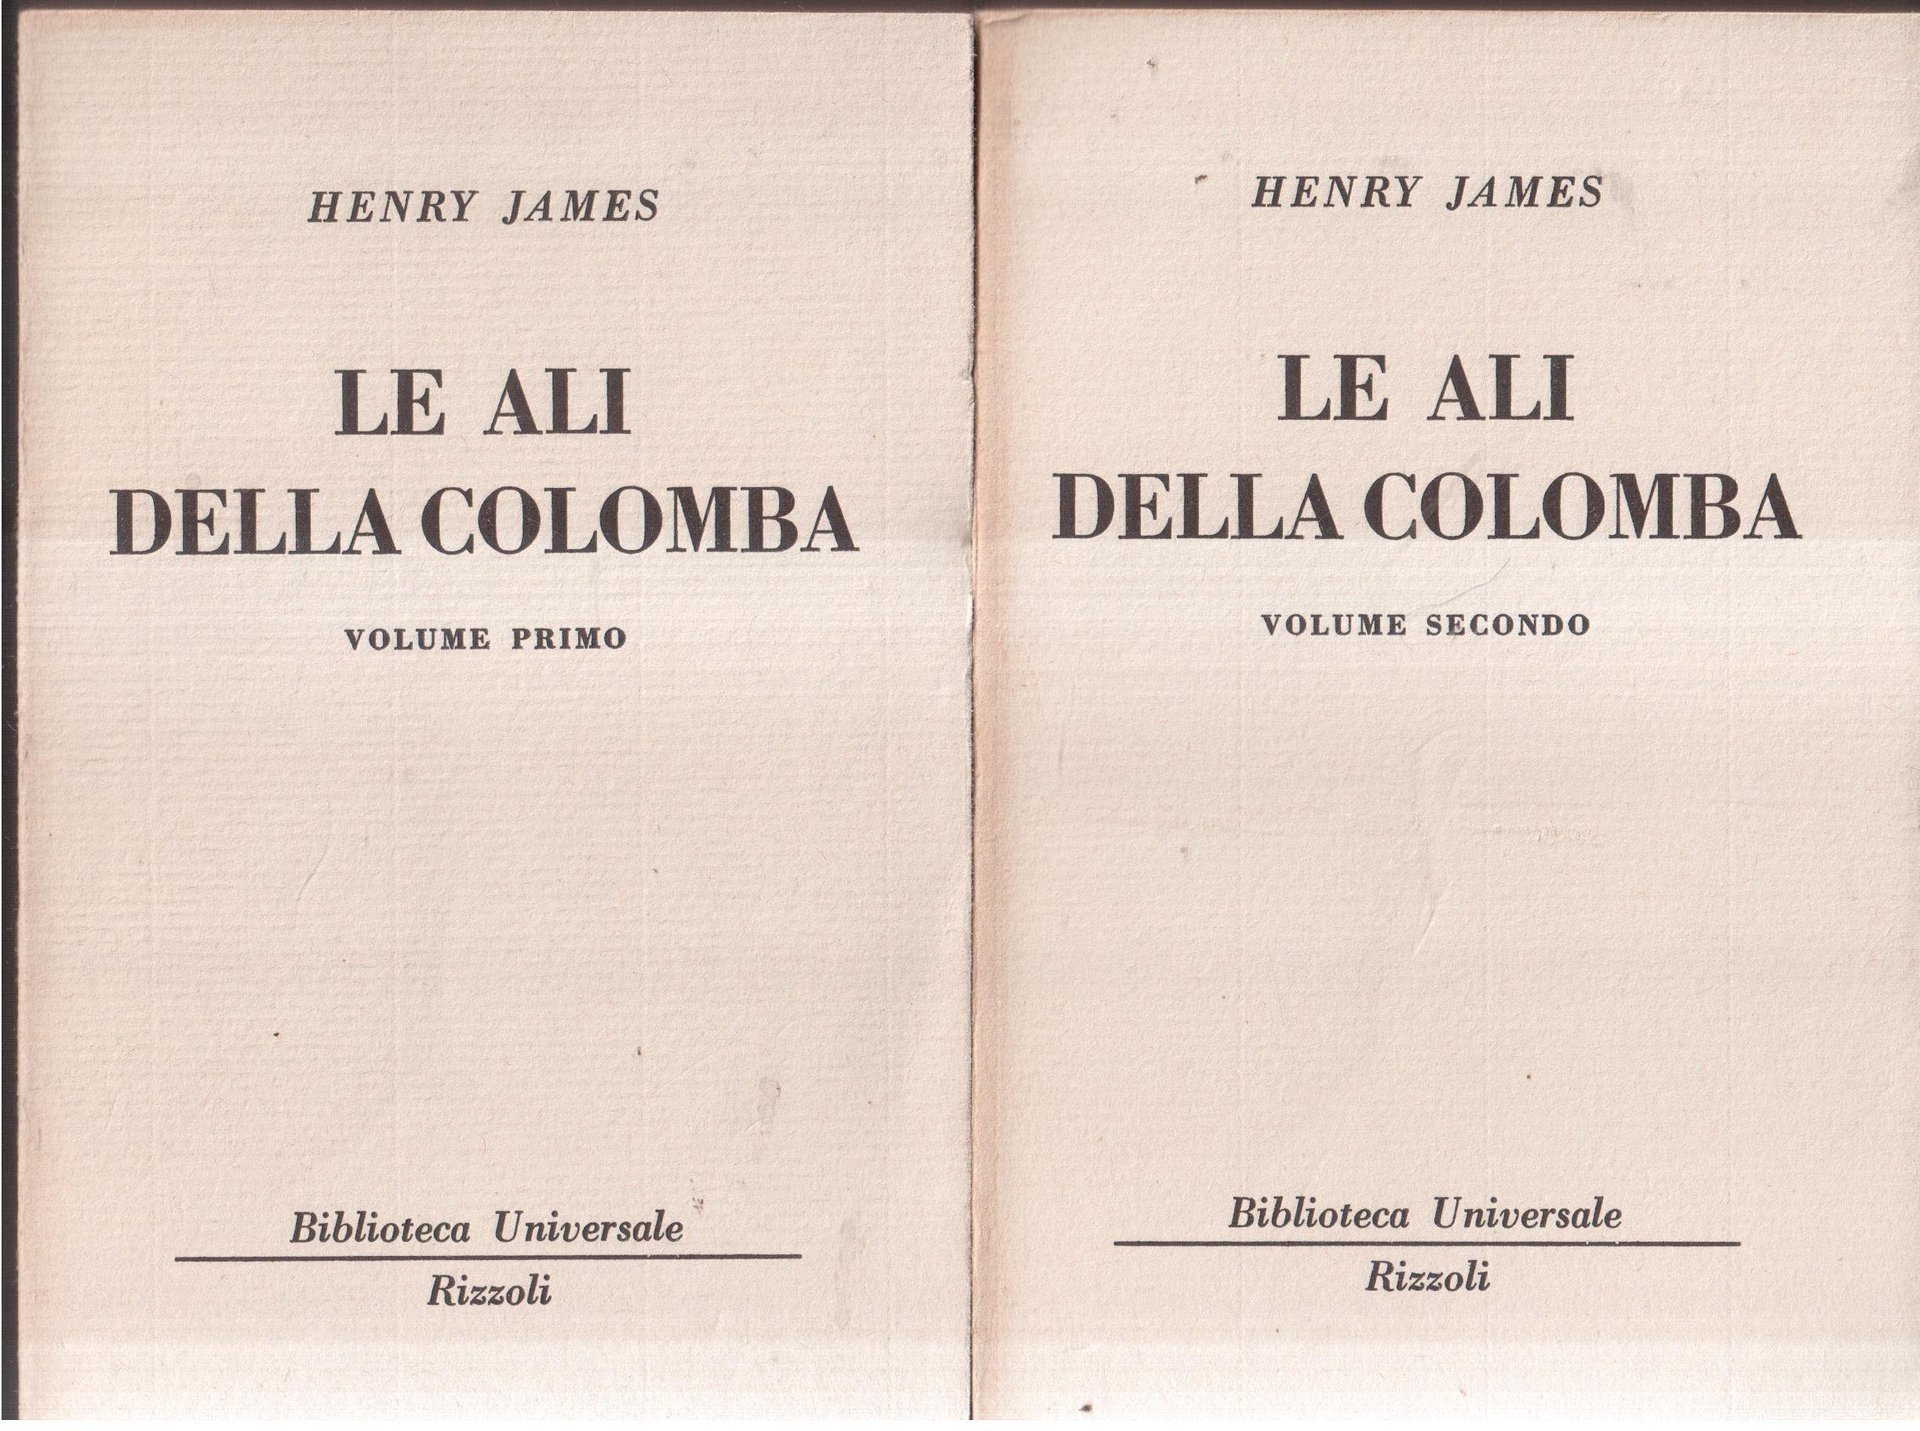 HENRY JAMES
LE ALI
DELLA COLOMBA
VOLUME PRIMO
Biblioteca Universale
Rizzoli
HENRY JAMES
LE ALI
DELLA COLOMBA
VOLUME SECONDO
Biblioteca Universale
Rizzoli